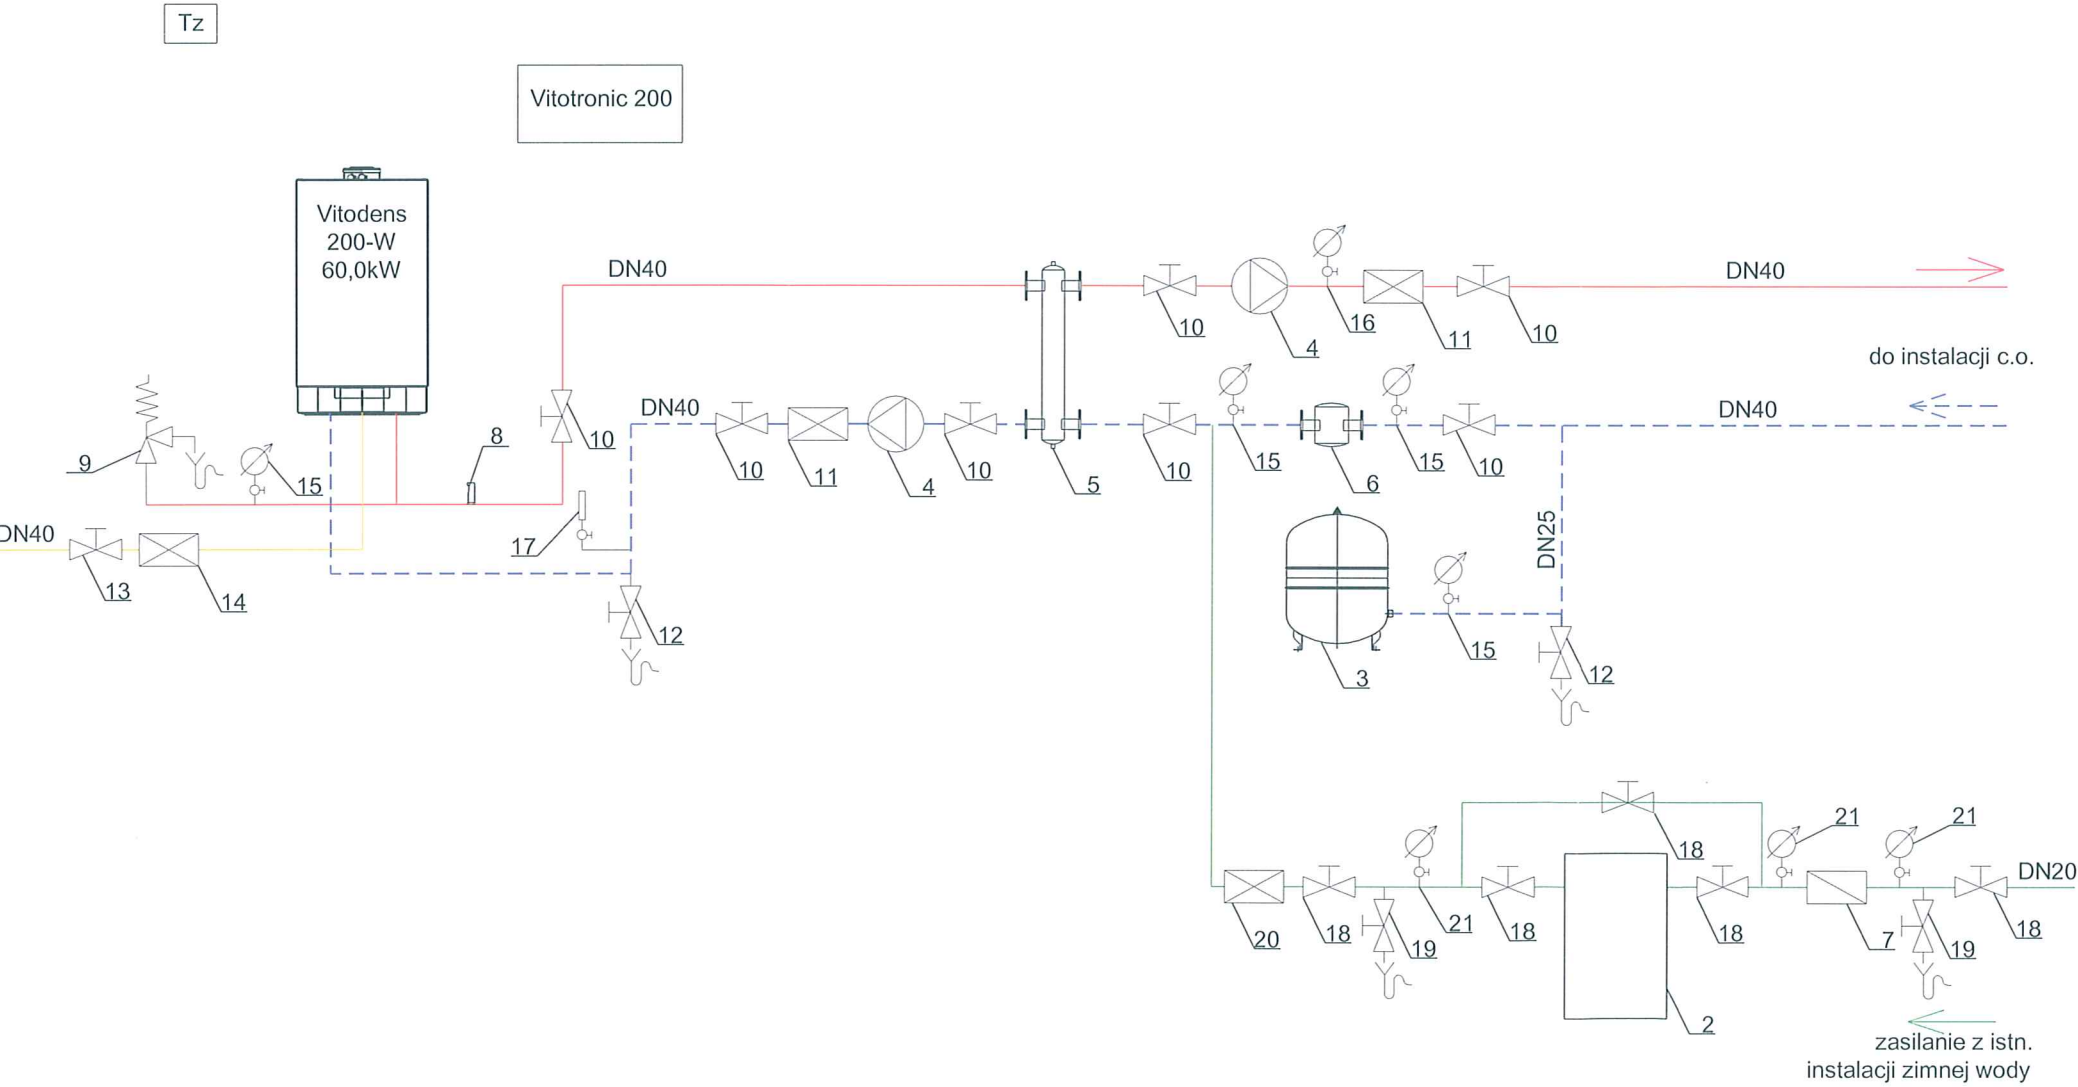 Tz
Vitotronic 200
Vitodens
200-W
60,0kW
DN40
DN40
16
10
4
11
10
do instalacji c.o.
DN40
DN40
8
10
9
15
10
11
4
10
5
10
15
6
15
10
DN40
17
DN25
13
14
12
15
12
3
18
21
21
DN20
20
18
19
21
18
18
7
19
18
2
zasilanie z istn.
instalacji zimnej wody